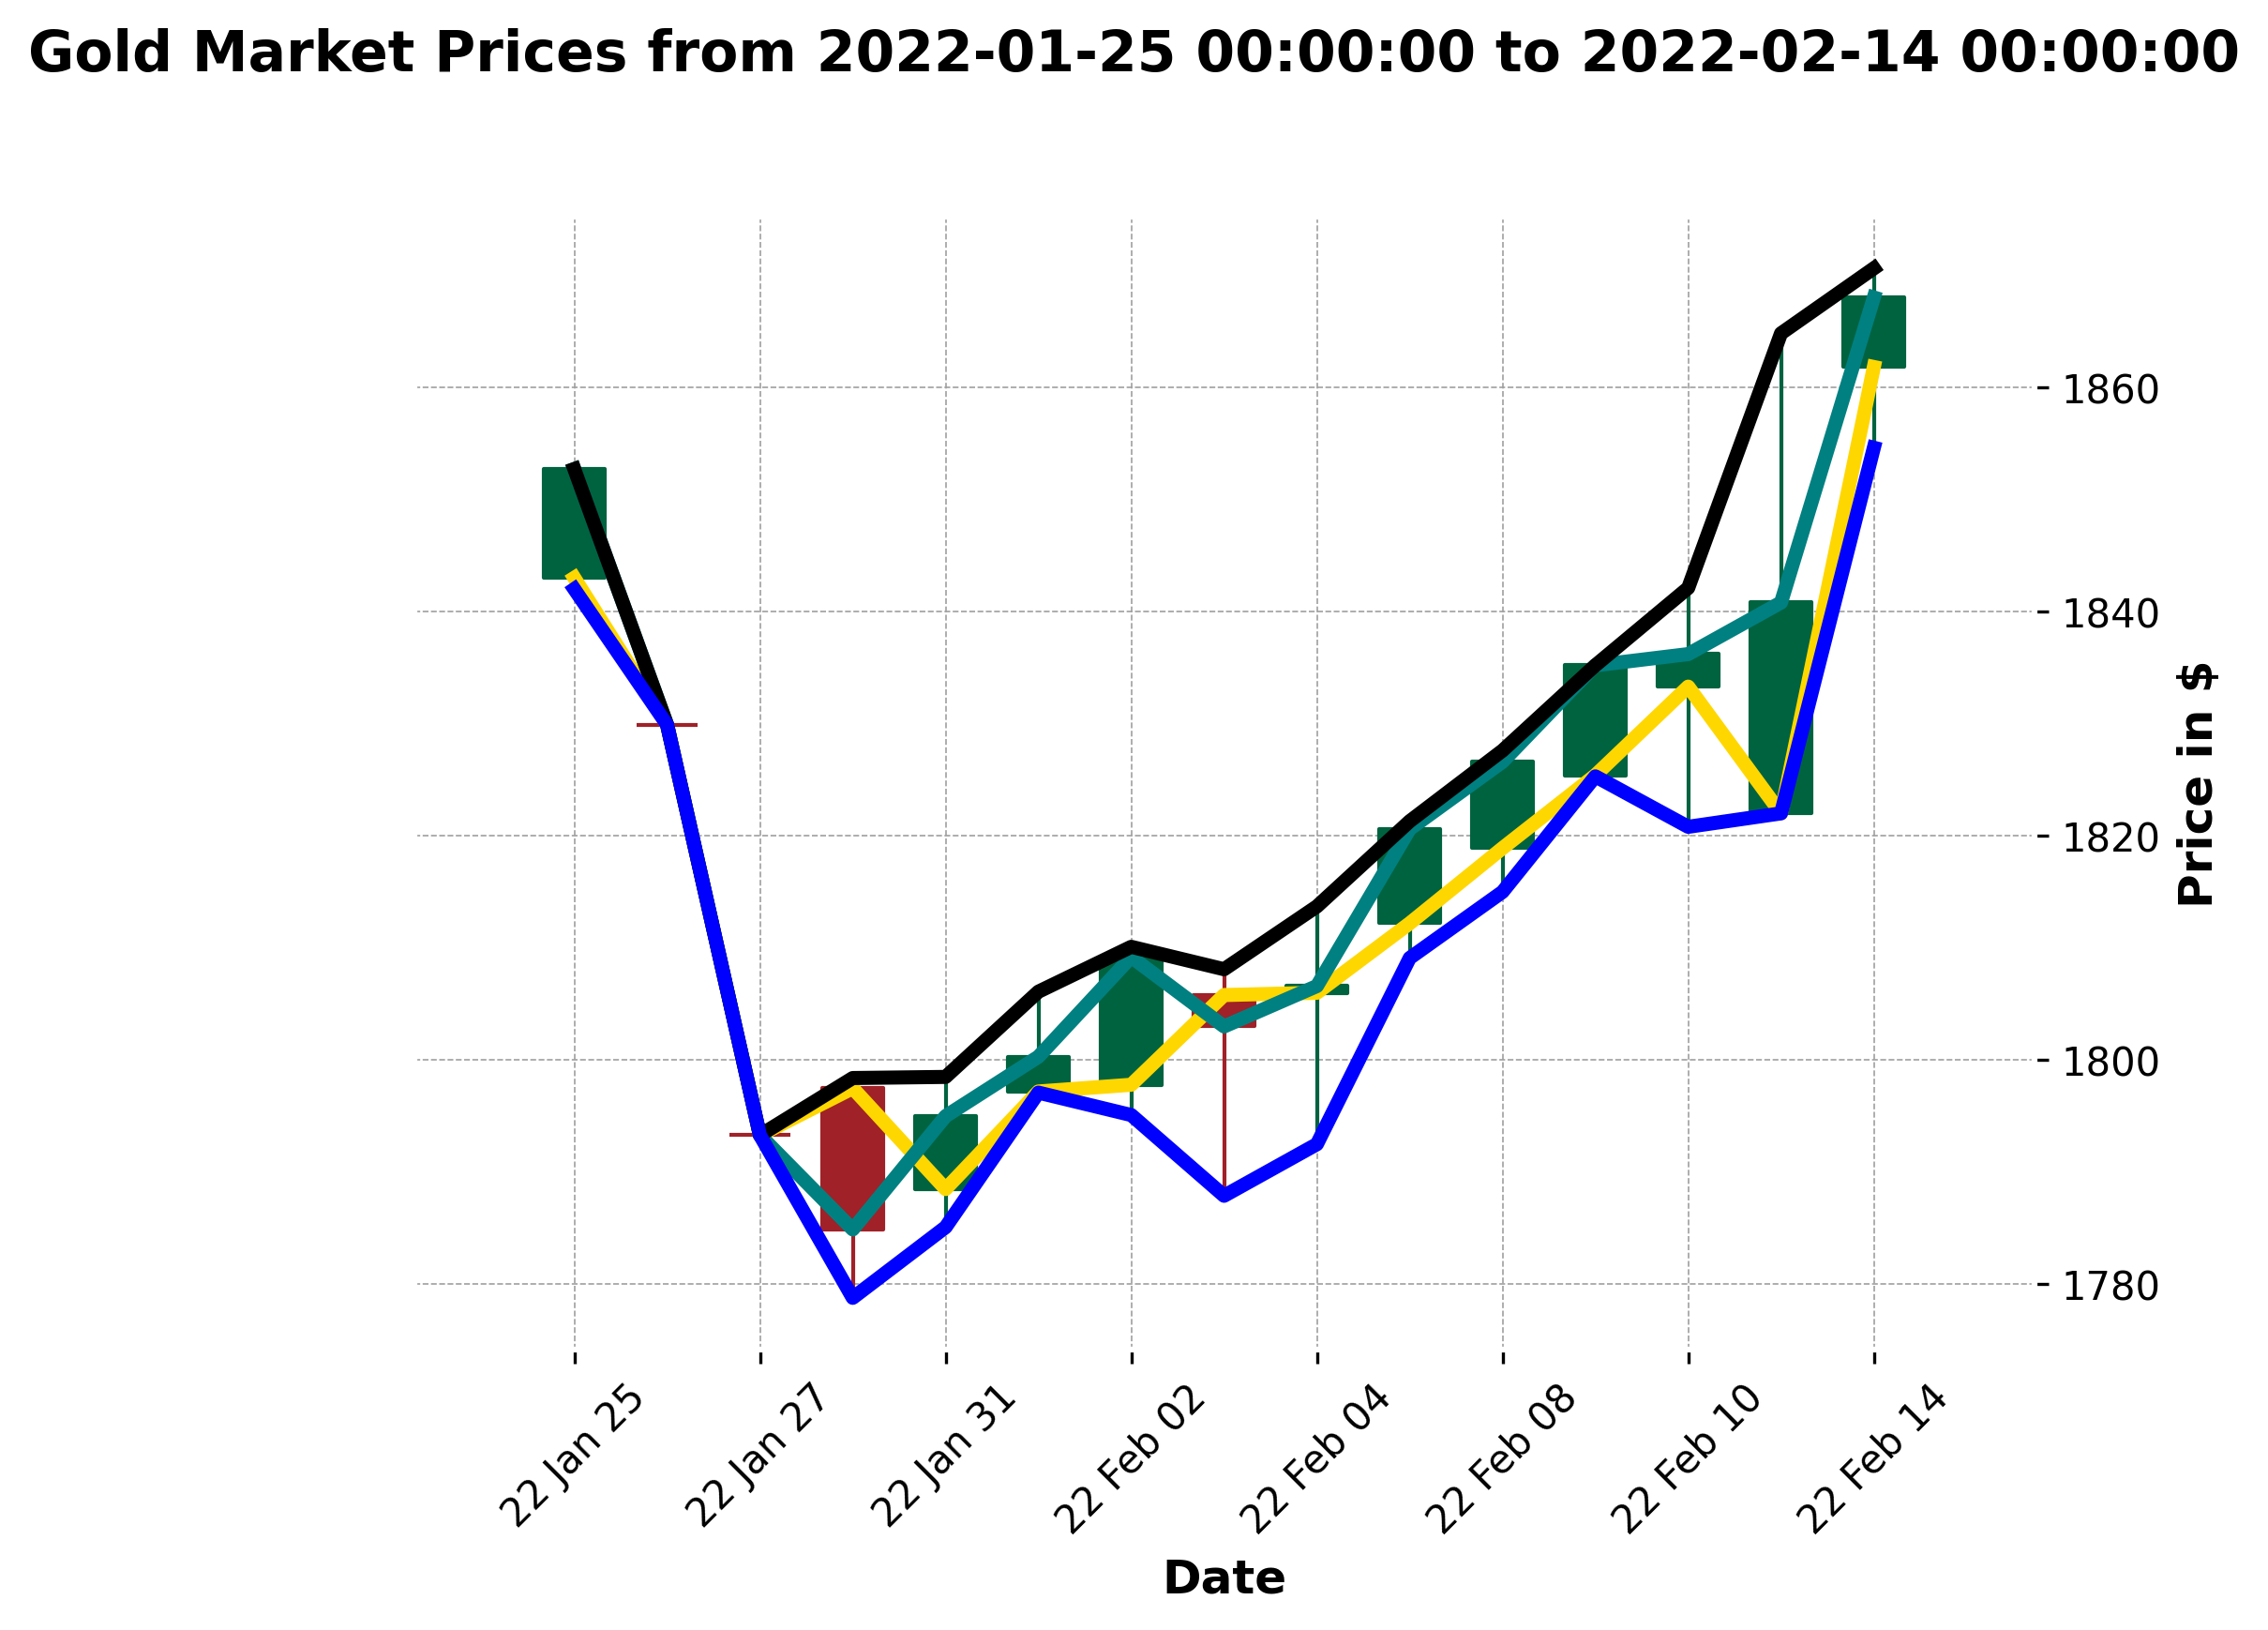 Gold Market Prices from 2022-01-25 00:00:00 to 2022-02-14 00:00:00
1860
1840
1820
1800
1780
Price in $
22 Jan 25
22 Jan 27
22 Jan 31
22 Feb 02
22 Feb 04
22 Feb 08
22 Feb 10
22 Feb 14
Date